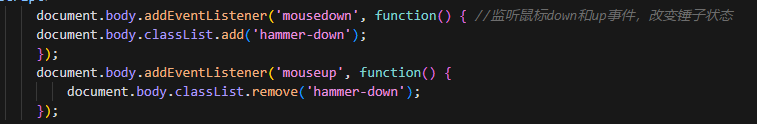 document.body.addEventListener('mousedown', function() { //监听鼠标down和up事件，改变锤子状态
document.body.classList.add('hammer-down');
});
document.body.addEventListener('mouseup', function() {
document.body.classList.remove('hammer-down');
});